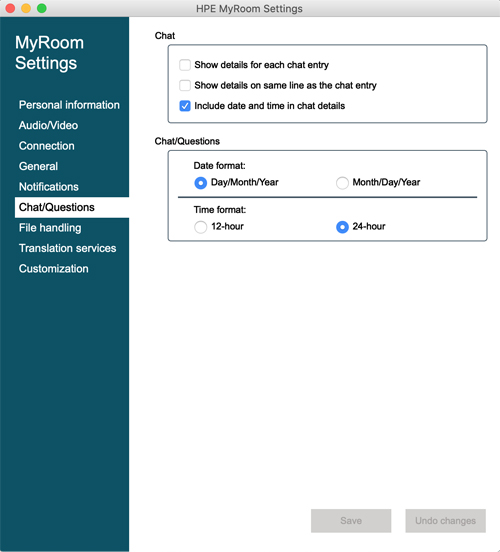 HPE MyRoom Settings
MyRoom
Settings
Personal information
Audio/Video
Connection
General
Notifications
Chat/Questions
File handling
Translation services
Customization
Chat
Show details for each chat entry
Show details on same line as the chat entry
Include date and time in chat details
Chat/Questions
Date format:
Day/Month/Year Month/Day/Year
Time format:
12-hour 24-hour
Save Undo changes